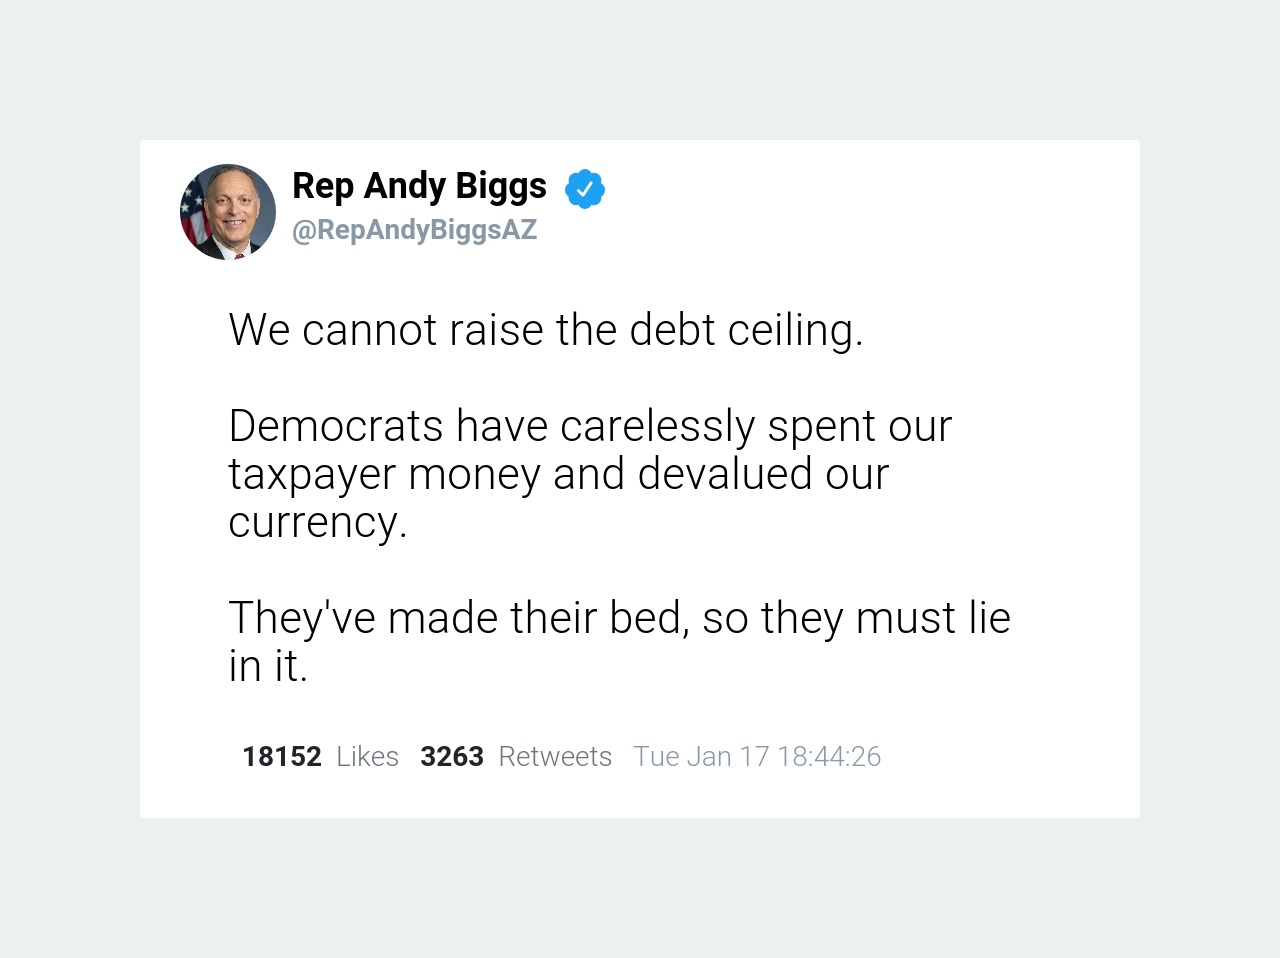 Rep Andy Biggs
@RepAndyBiggsAZ
We cannot raise the debt ceiling.
Democrats have carelessly spent our
taxpayer money and devalued our
currency.
They've made their bed, so they must lie
in it.
18152 Likes 3263 Retweets Tue Jan 17 18:44:26